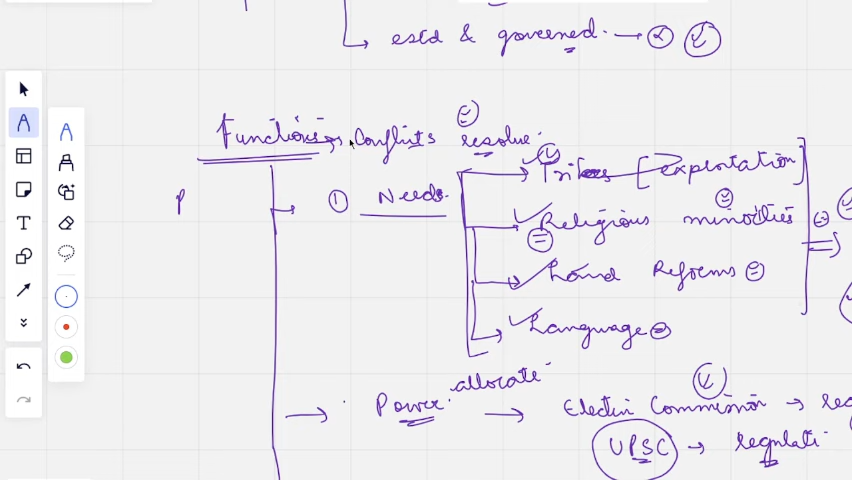 estd & governed. →
Functions → Conflicts resolve.
① Needs → Tribes [exploitation]
Religious minorities
Land Reforms
Language
Power allocate → Election Commission →
UPSC → regulati
P
T